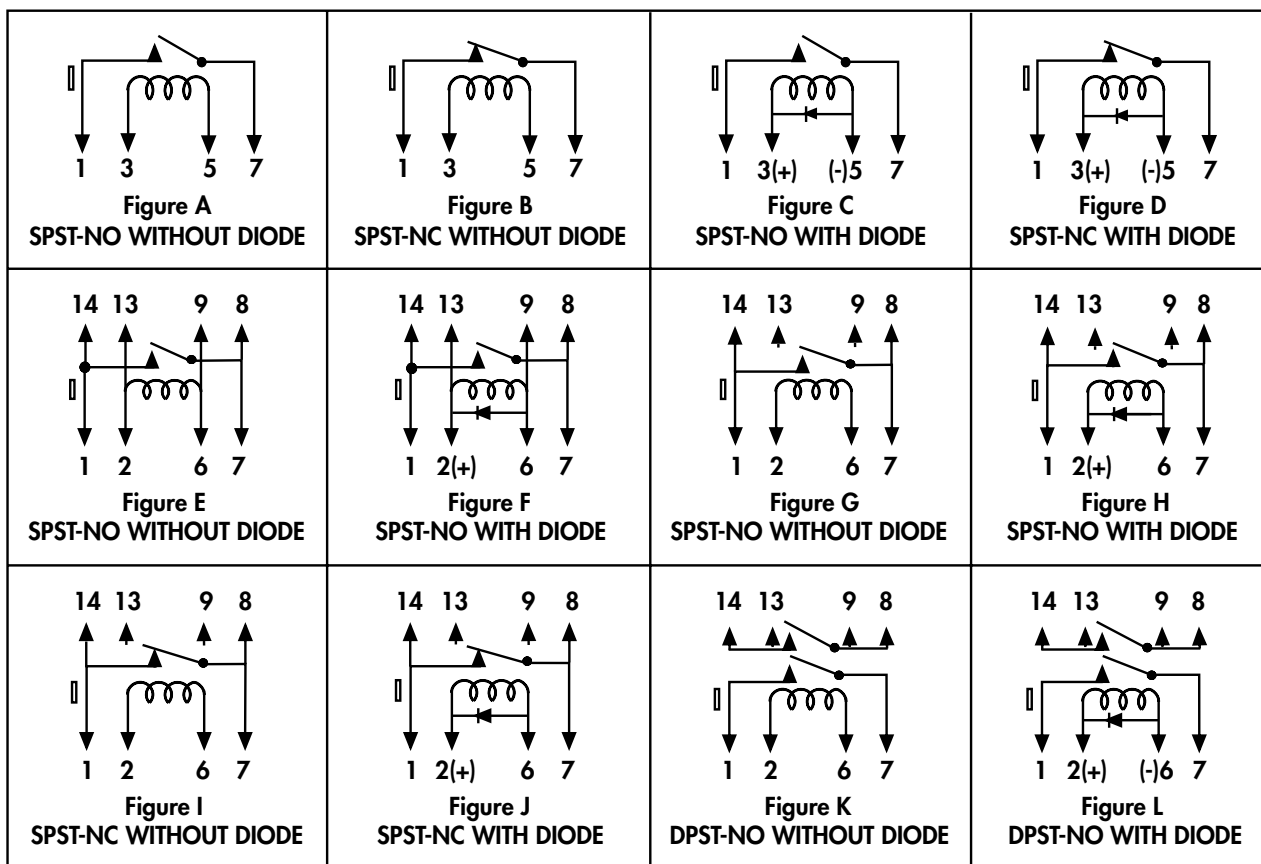 1 3 5 7
Figure A
SPST-NO WITHOUT DIODE
1 3 5 7
Figure B
SPST-NC WITHOUT DIODE
1 3(+) (-)5 7
Figure C
SPST-NO WITH DIODE
1 3(+) (-)5 7
Figure D
SPST-NC WITH DIODE
14 13 9 8
1 2 6 7
Figure E
SPST-NO WITHOUT DIODE
14 13 9 8
1 2(+) 6 7
Figure F
SPST-NO WITH DIODE
14 13 9 8
1 2 6 7
Figure G
SPST-NO WITHOUT DIODE
14 13 9 8
1 2(+) 6 7
Figure H
SPST-NO WITH DIODE
14 13 9 8
1 2 6 7
Figure I
SPST-NC WITHOUT DIODE
14 13 9 8
1 2(+) 6 7
Figure J
SPST-NC WITH DIODE
14 13 9 8
1 2 6 7
Figure K
DPST-NO WITHOUT DIODE
14 13 9 8
1 2(+) (-)6 7
Figure L
DPST-NO WITH DIODE